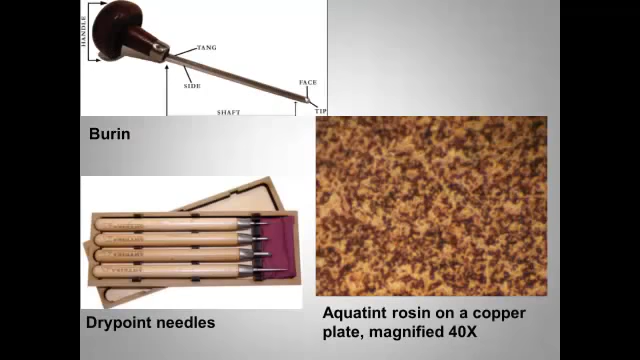 HANDLE
TANG
SIDE
FACE
SHAFT
TIP
Burin
Drypoint needles
Aquatint rosin on a copper
plate, magnified 40X